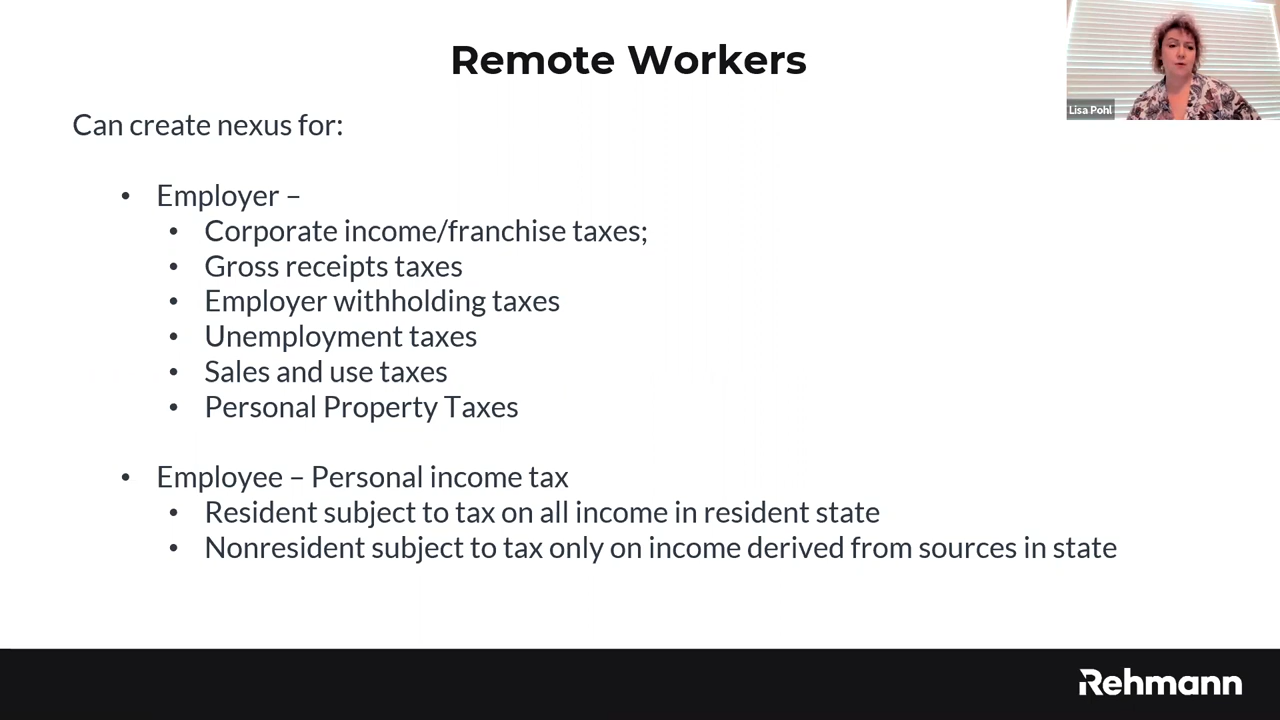 Remote Workers
Lisa Pohl
Can create nexus for:
• Employer –
• Corporate income/franchise taxes;
• Gross receipts taxes
• Employer withholding taxes
• Unemployment taxes
• Sales and use taxes
• Personal Property Taxes
• Employee – Personal income tax
• Resident subject to tax on all income in resident state
• Nonresident subject to tax only on income derived from sources in state
Rehmann